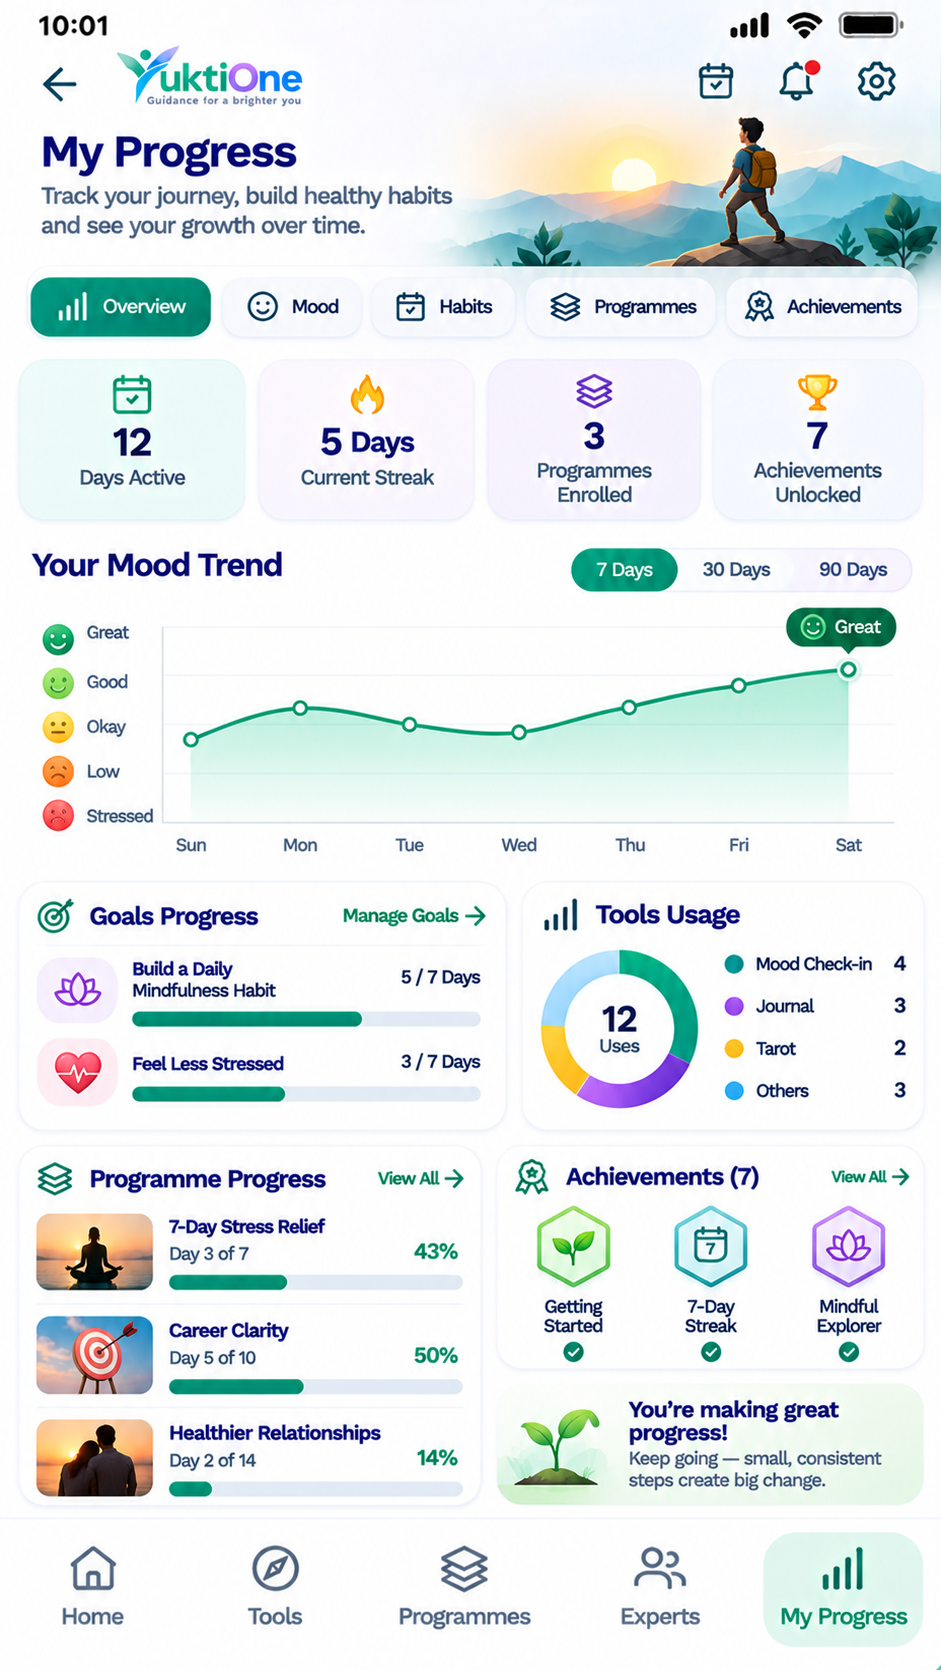 10:01
YuktiOne
Guidance for a brighter you
My Progress
Track your journey, build healthy habits
and see your growth over time.
Overview
Mood
Habits
Programmes
Achievements
12
Days Active
5 Days
Current Streak
3
Programmes
Enrolled
7
Achievements
Unlocked
Your Mood Trend
7 Days
30 Days
90 Days
Great
Great
Good
Okay
Low
Stressed
Sun
Mon
Tue
Wed
Thu
Fri
Sat
Goals Progress
Manage Goals →
Build a Daily
Mindfulness Habit
5 / 7 Days
Feel Less Stressed
3 / 7 Days
Tools Usage
12
Uses
Mood Check-in 4
Journal 3
Tarot 2
Others 3
Programme Progress
View All →
7-Day Stress Relief
Day 3 of 7
43%
Career Clarity
Day 5 of 10
50%
Healthier Relationships
Day 2 of 14
14%
Achievements (7)
View All →
Getting
Started
7
7-Day
Streak
Mindful
Explorer
You're making great
progress!
Keep going — small, consistent
steps create big change.
Home
Tools
Programmes
Experts
My Progress